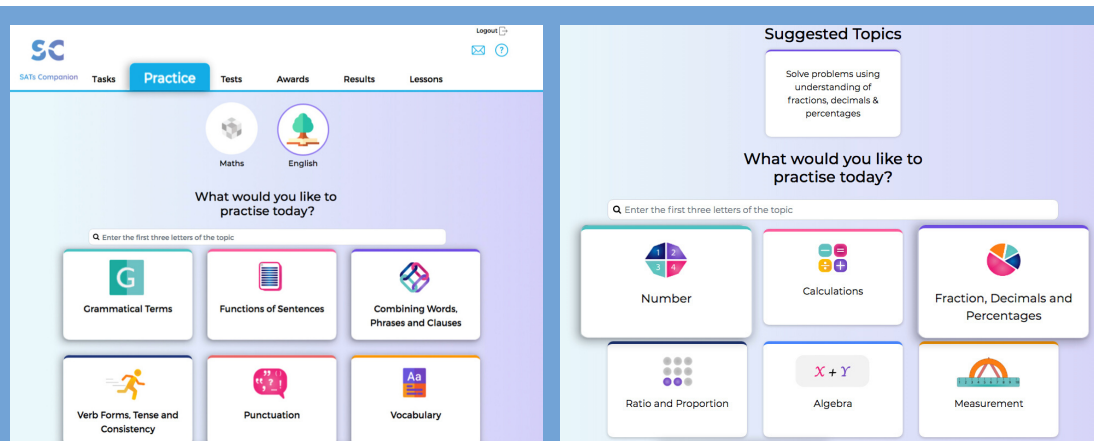 Logout
SC
SATs Companion
Tasks
Practice
Tests
Awards
Results
Lessons
?
Maths
English
What would you like to
practise today?
Enter the first three letters of the topic
G
Grammatical Terms
Functions of Sentences
Combining Words,
Phrases and Clauses
Verb Forms, Tense and
Consistency
Punctuation
Aa
Vocabulary
Suggested Topics
Solve problems using
understanding of
fractions, decimals &
percentages
What would you like to
practise today?
Enter the first three letters of the topic
1 2
3 4
Number
− =
÷ +
Calculations
Fraction, Decimals and
Percentages
Ratio and Proportion
X + Y
Algebra
Measurement